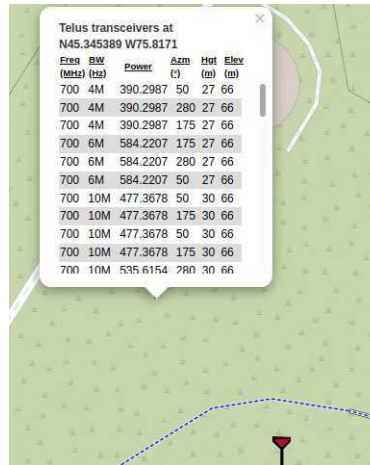 ×
Telus transceivers at
N45.345389 W75.8171
Freq (MHz) BW (Hz) Power Azm (°) Hgt (m) Elev (m)
700 4M 390.2987 50 27 66
700 4M 390.2987 280 27 66
700 4M 390.2987 175 27 66
700 6M 584.2207 175 27 66
700 6M 584.2207 280 27 66
700 6M 584.2207 50 27 66
700 10M 477.3678 50 30 66
700 10M 477.3678 175 30 66
700 10M 477.3678 50 30 66
700 10M 477.3678 175 30 66
700 10M 535.6154 280 30 66